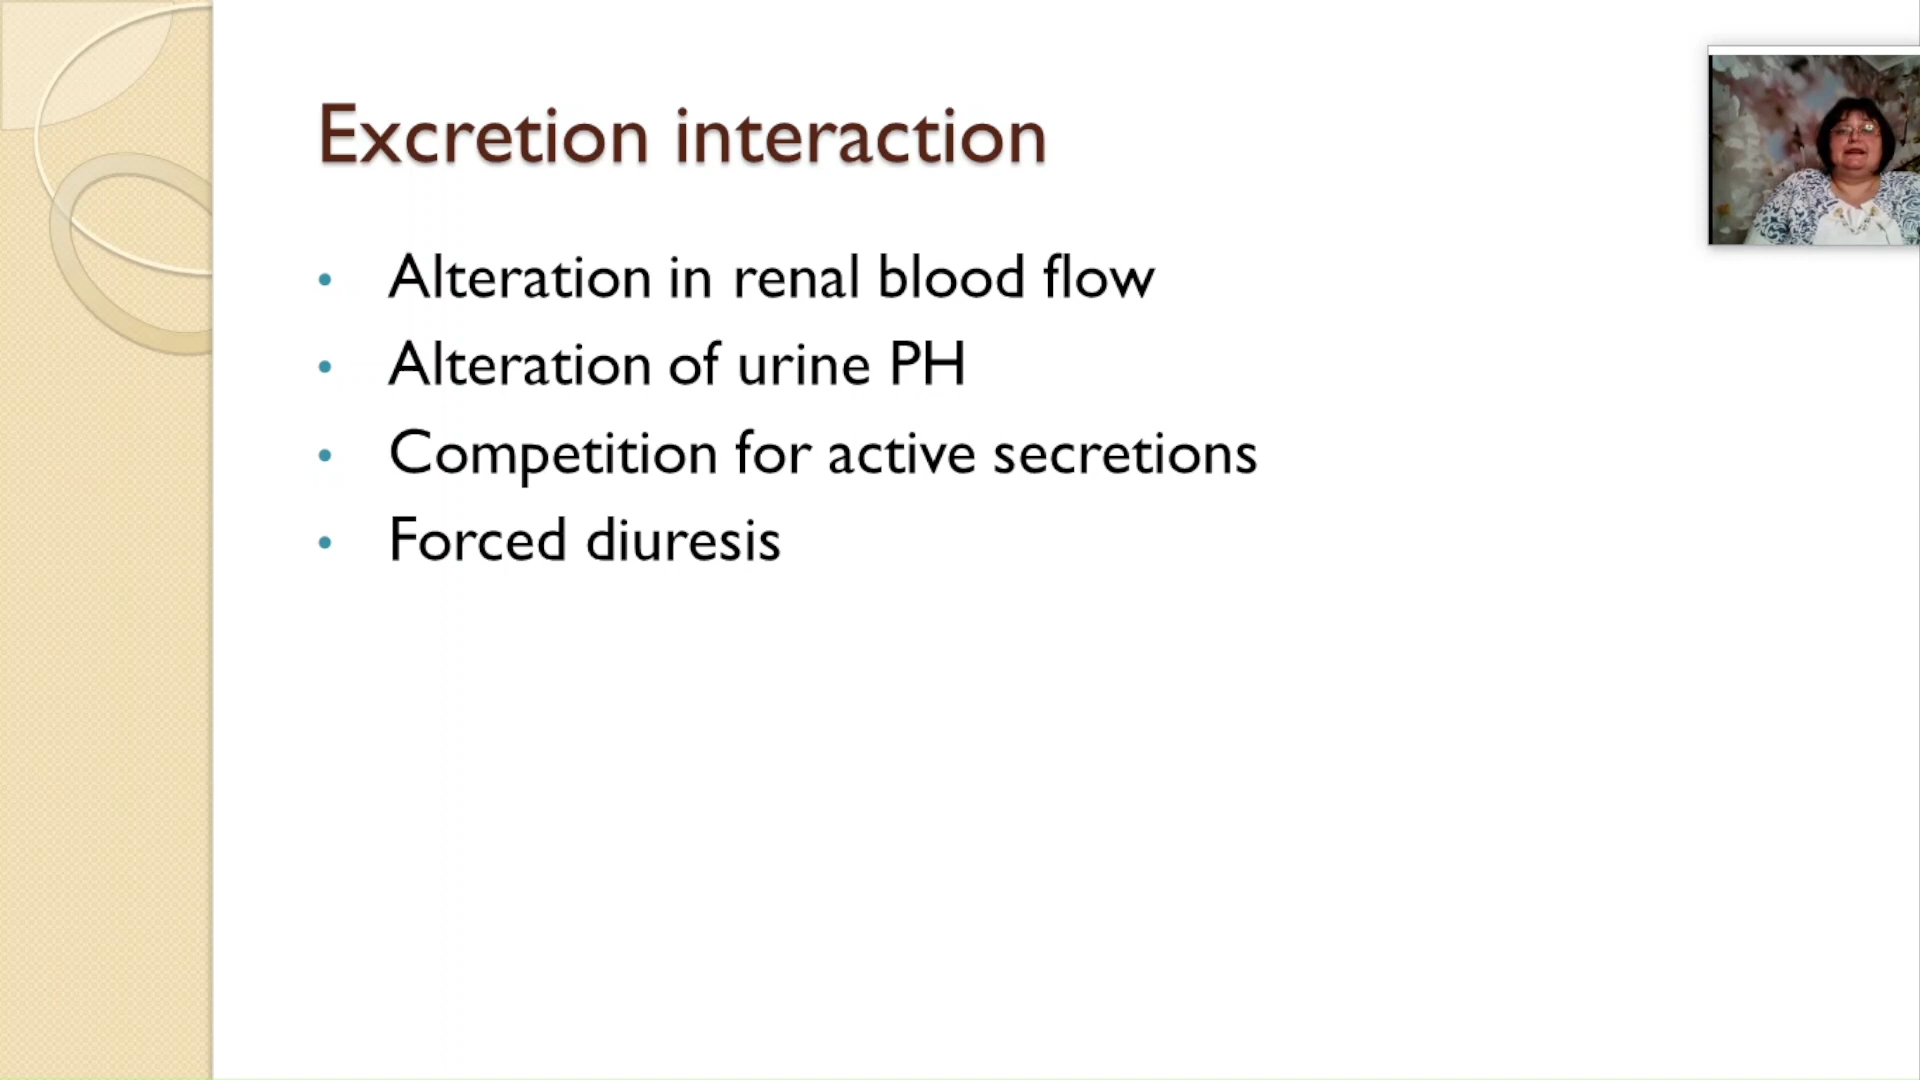 Excretion interaction
• Alteration in renal blood flow
• Alteration of urine PH
• Competition for active secretions
• Forced diuresis